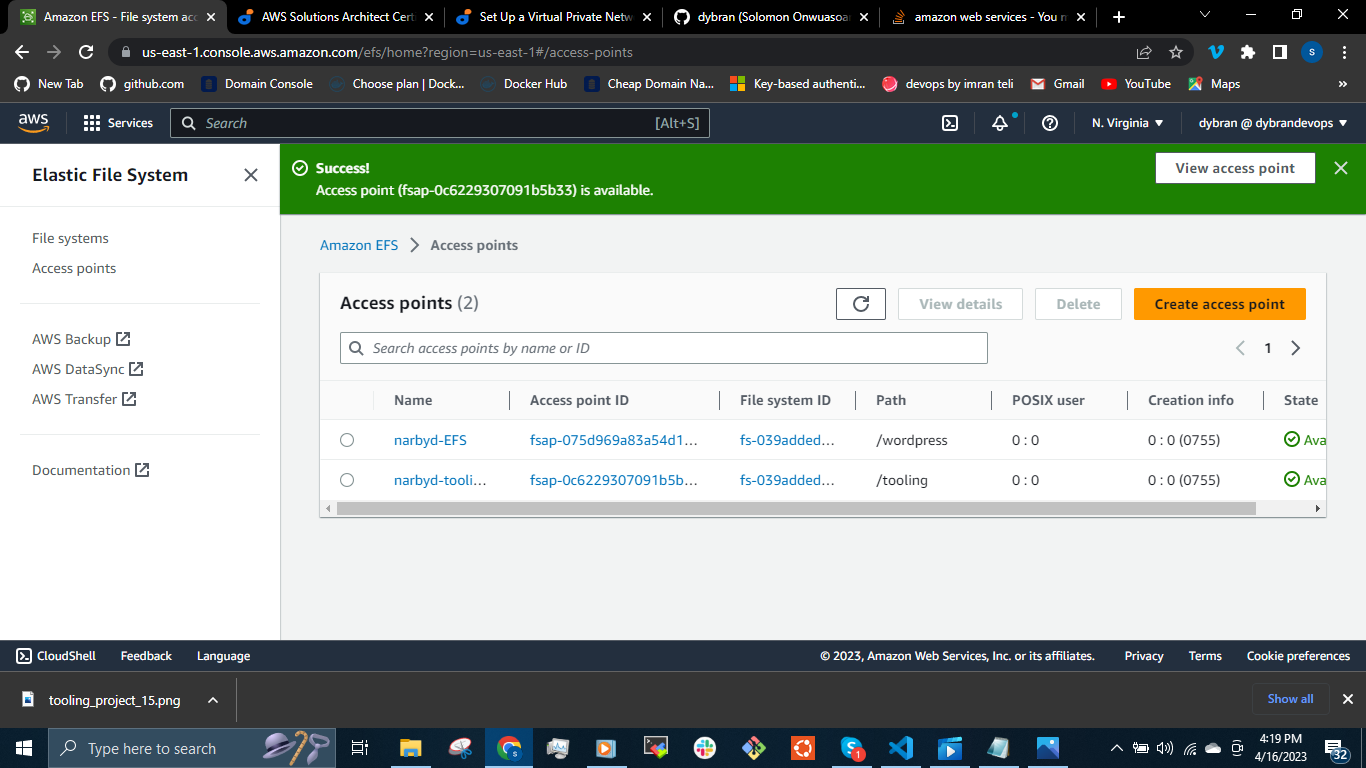 Amazon EFS - File system acc
AWS Solutions Architect Cert
Set Up a Virtual Private Netw
dybran (Solomon Onwuasoa
amazon web services - You n
us-east-1.console.aws.amazon.com/efs/home?region=us-east-1#/access-points
S
New Tab
github.com
Domain Console
Choose plan | Dock...
Docker Hub
Cheap Domain Na...
Key-based authenti...
devops by imran teli
Gmail
YouTube
Maps
»
aws
Services
Search
[Alt+S]
N. Virginia
dybran @ dybrandevops
Elastic File System
File systems
Access points
AWS Backup
AWS DataSync
AWS Transfer
Documentation
Success!
Access point (fsap-0c6229307091b5b33) is available.
View access point
Amazon EFS
Access points
Access points (2)
View details
Delete
Create access point
Search access points by name or ID
1
Name
Access point ID
File system ID
Path
POSIX user
Creation info
State
narbyd-EFS
fsap-075d969a83a54d1...
fs-039added...
/wordpress
0 : 0
0 : 0 (0755)
Ava
narbyd-tooli...
fsap-0c6229307091b5b...
fs-039added...
/tooling
0 : 0
0 : 0 (0755)
Ava
CloudShell
Feedback
Language
© 2023, Amazon Web Services, Inc. or its affiliates.
Privacy
Terms
Cookie preferences
tooling_project_15.png
Show all
Type here to search
1
4:19 PM
4/16/2023
32